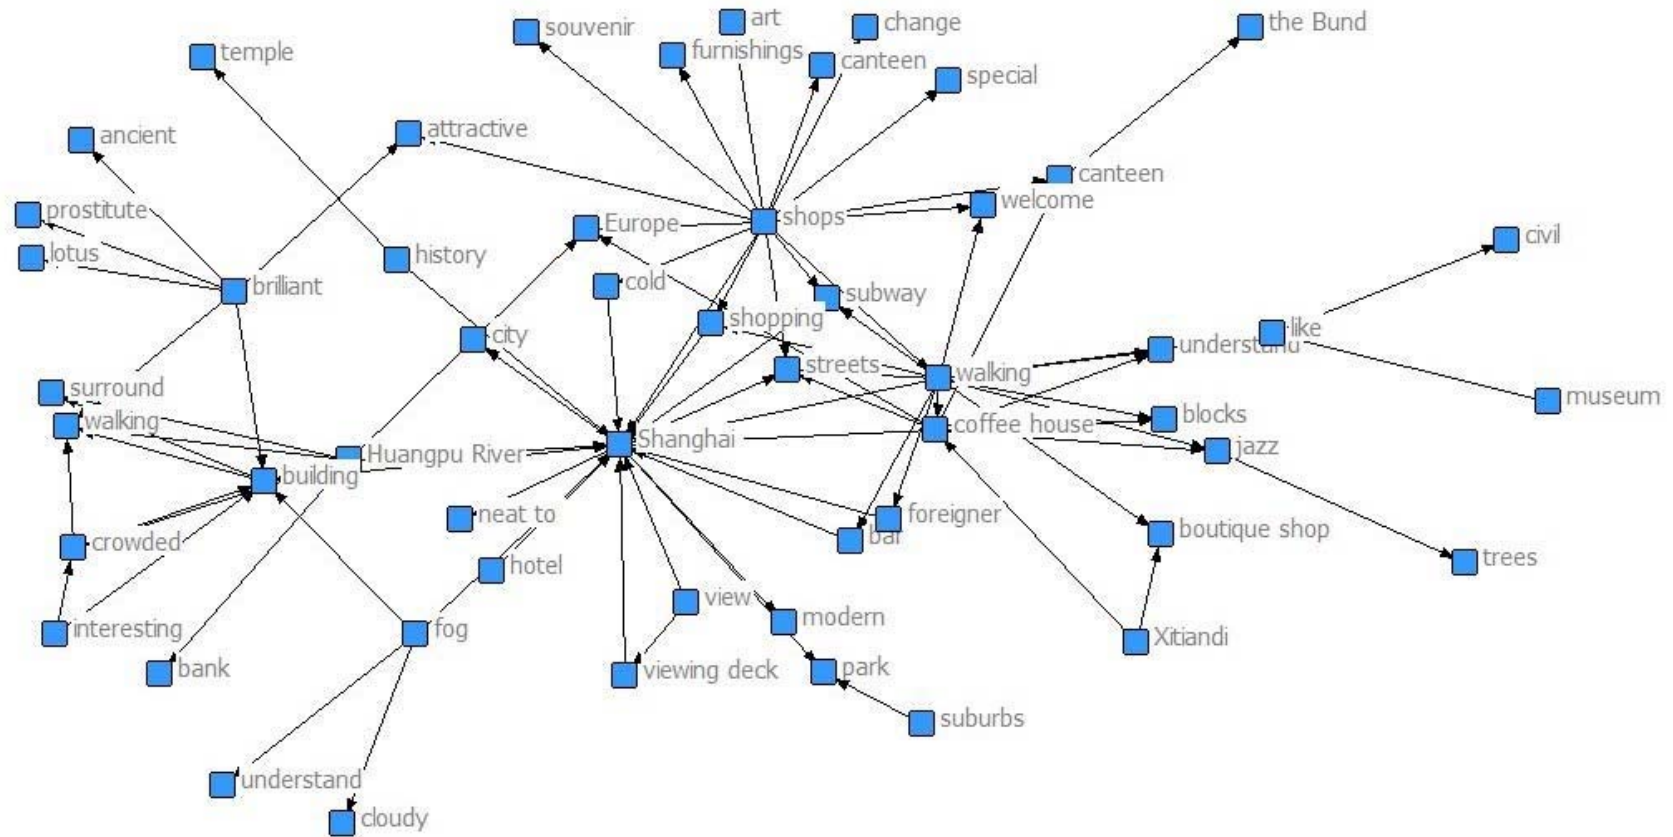 souvenir
art
change
the Bund
temple
furnishings
canteen
special
ancient
attractive
canteen
prostitute
welcome
Europe
shops
civil
lotus
history
cold
brilliant
subway
shopping
like
city
understand
streets
walking
surround
museum
walking
blocks
coffee house
Shanghai
jazz
Huangpu River
building
neat to
foreigner
boutique shop
bar
crowded
trees
hotel
view
modern
interesting
fog
Xitiandi
bank
viewing deck
park
suburbs
understand
cloudy